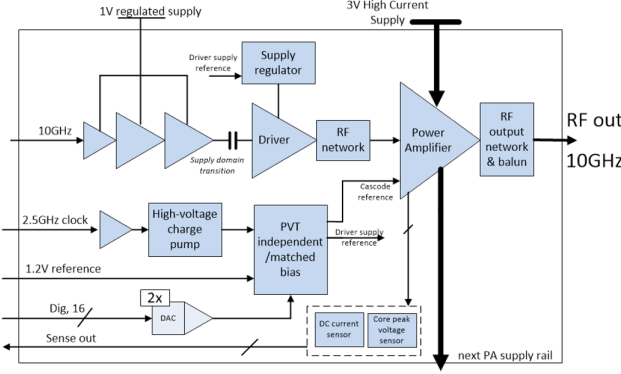 1V regulated supply
3V High Current
Supply
Driver supply
reference
Supply
regulator
10GHz
Supply domain
transition
Driver
RF
network
Power
Amplifier
RF
output
network
& balun
RF out
10GHz
Cascode
reference
2.5GHz clock
High-voltage
charge
pump
PVT
independent
/matched
bias
Driver supply
reference
1.2V reference
Dig, 16
2x
DAC
Sense out
DC current
sensor
Core peak
voltage
sensor
next PA supply rail